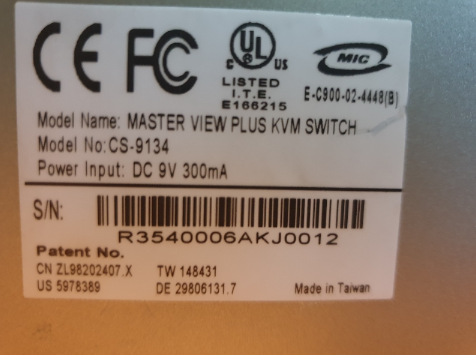 CE FC C UL US MIC
LISTED
I.T.E.
E166215
E-C900-02-4448(B)
Model Name: MASTER VIEW PLUS KVM SWITCH
Model No:CS-9134
Power Input: DC 9V 300mA
S/N:
R3540006AKJ0012
Patent No.
CN ZL98202407.X TW 148431
US 5978389 DE 29806131.7 Made in Taiwan